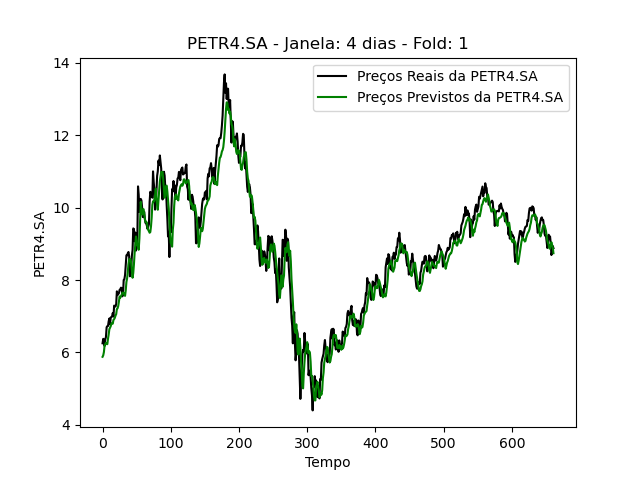 PETR4.SA - Janela: 4 dias - Fold: 1
Preços Reais da PETR4.SA
Preços Previstos da PETR4.SA
PETR4.SA
14
12
10
8
6
4
0 100 200 300 400 500 600
Tempo